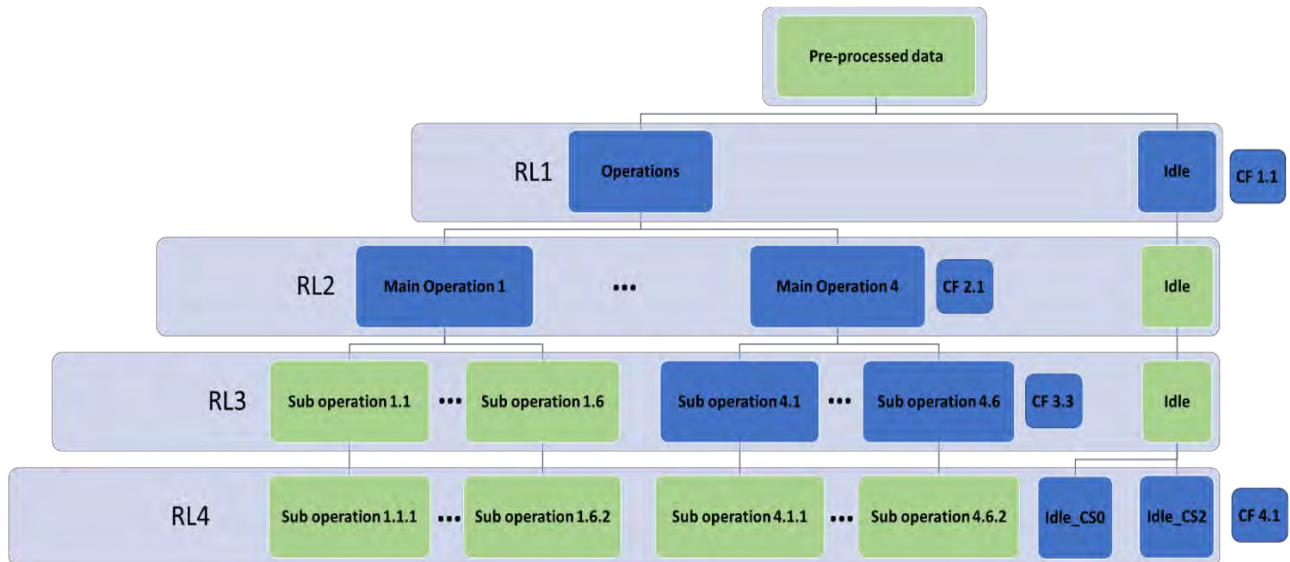 Pre-processed data
RL1
Operations
Idle
CF 1.1
RL2
Main Operation 1
...
Main Operation 4
CF 2.1
Idle
RL3
Sub operation 1.1
...
Sub operation 1.6
Sub operation 4.1
...
Sub operation 4.6
CF 3.3
Idle
RL4
Sub operation 1.1.1
...
Sub operation 1.6.2
Sub operation 4.1.1
...
Sub operation 4.6.2
Idle_CS0
Idle_CS2
CF 4.1